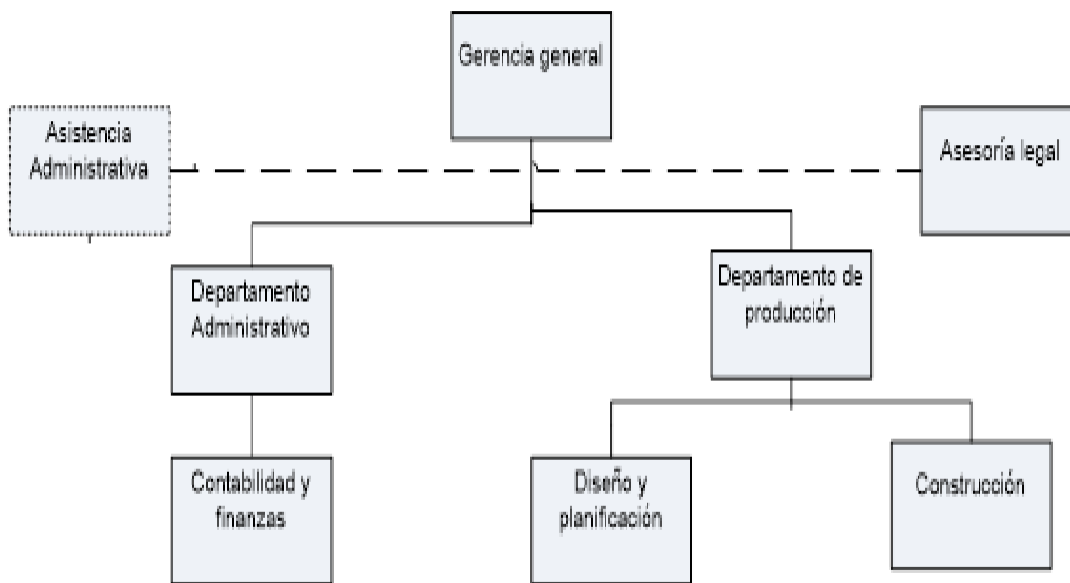 Gerencia general
Asistencia
Administrativa
Asesoría legal
Departamento
Administrativo
Departamento de
producción
Contabilidad y
finanzas
Diseño y
planificación
Construcción